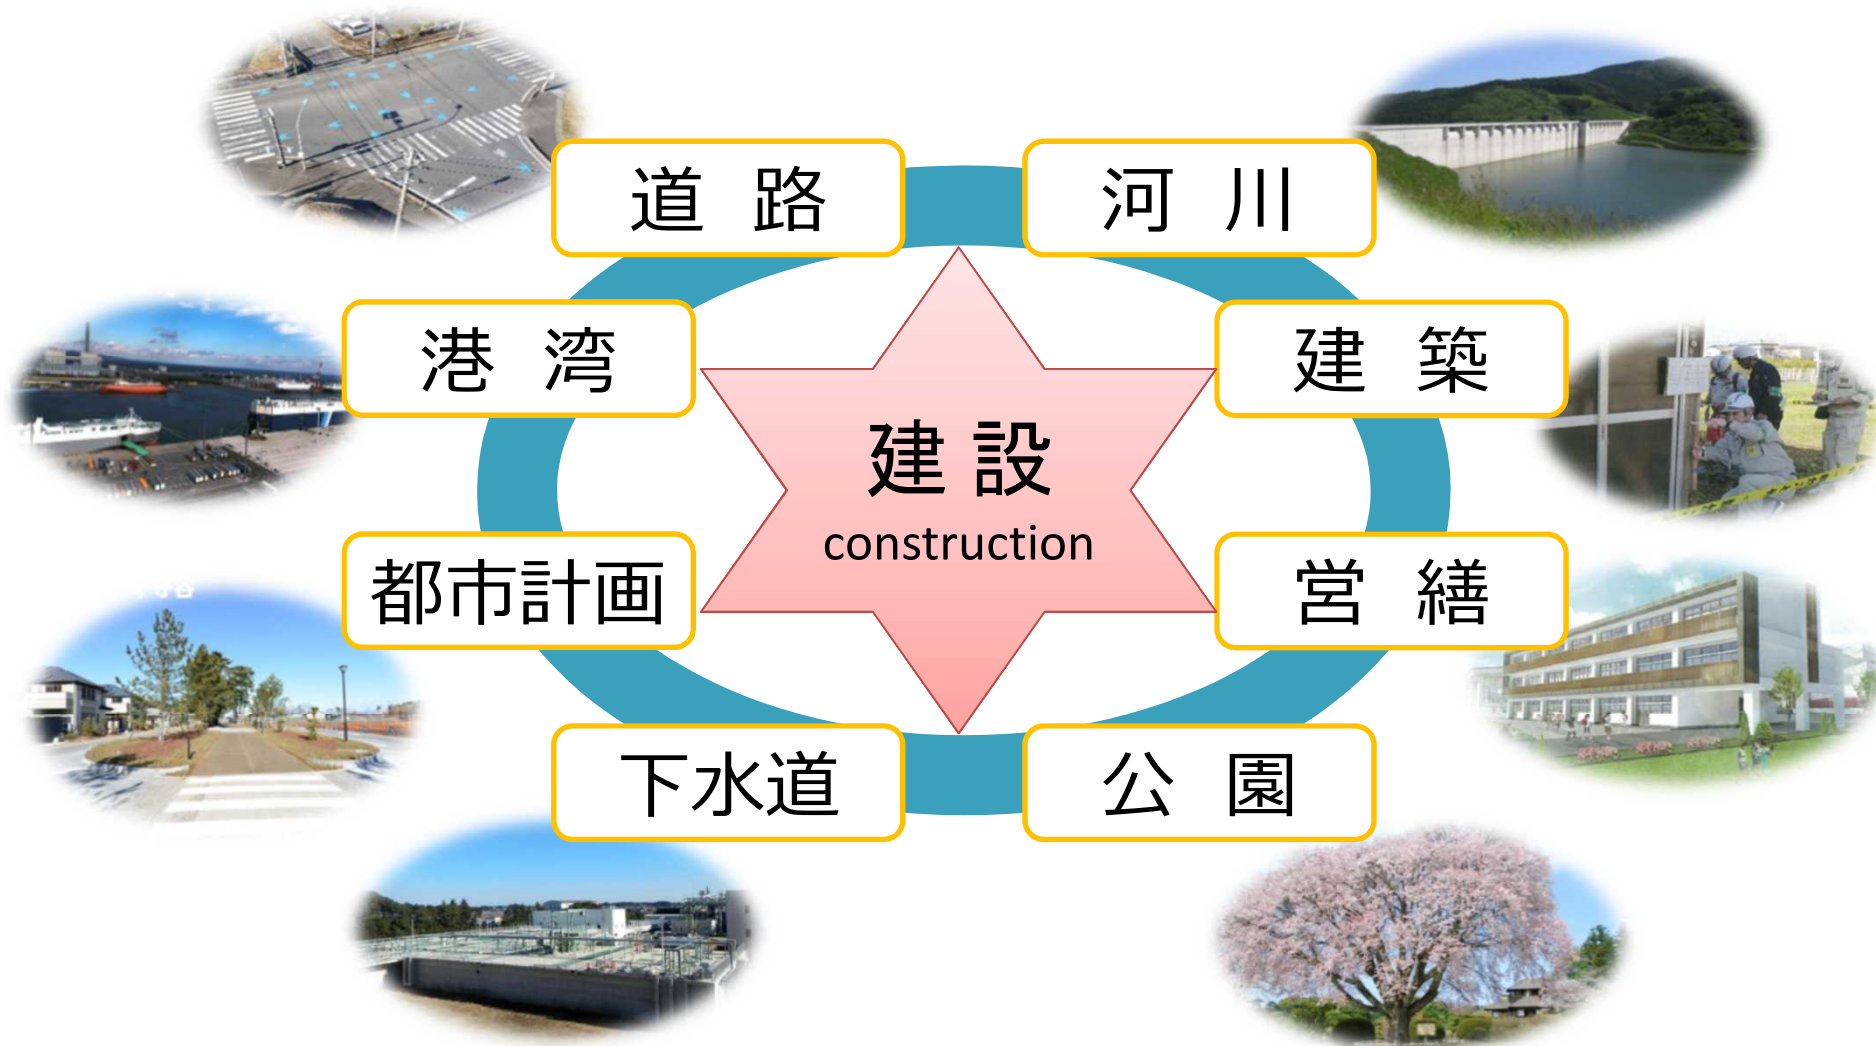 道 路
河 川
港 湾
建 築
建 設
construction
都市計画
営 繕
下水道
公 園